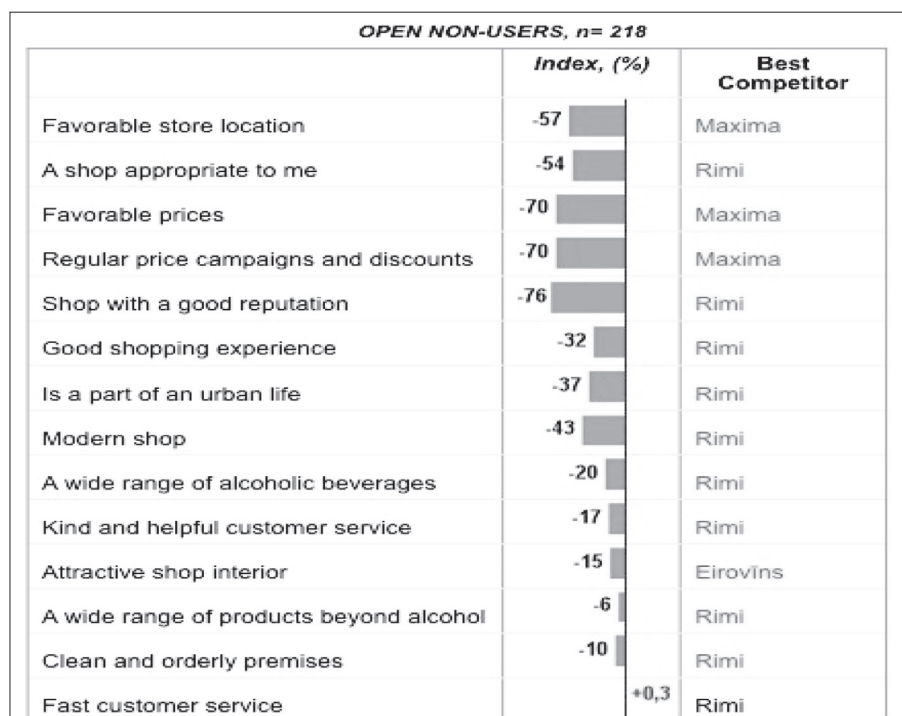 OPEN NON-USERS, n= 218
Index, (%)
Best
Competitor
Favorable store location -57 Maxima
A shop appropriate to me -54 Rimi
Favorable prices -70 Maxima
Regular price campaigns and discounts -70 Maxima
Shop with a good reputation -76 Rimi
Good shopping experience -32 Rimi
Is a part of an urban life -37 Rimi
Modern shop -43 Rimi
A wide range of alcoholic beverages -20 Rimi
Kind and helpful customer service -17 Rimi
Attractive shop interior -15 Eirovīns
A wide range of products beyond alcohol -6 Rimi
Clean and orderly premises -10 Rimi
Fast customer service +0,3 Rimi